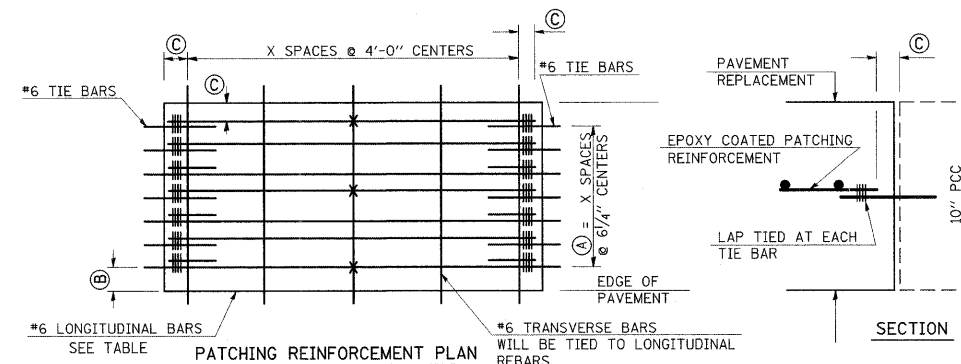 C
X SPACES @ 4'-0" CENTERS
C
C
#6 TIE BARS
#6 TIE BARS
A = X SPACES
@ 6 1/4" CENTERS
B
EDGE OF
PAVEMENT
#6 LONGITUDINAL BARS
SEE TABLE
#6 TRANSVERSE BARS
WILL BE TIED TO LONGITUDINAL
REBARS
PATCHING REINFORCEMENT PLAN
C
PAVEMENT
REPLACEMENT
EPOXY COATED PATCHING
REINFORCEMENT
10" PCC
LAP TIED AT EACH
TIE BAR
SECTION